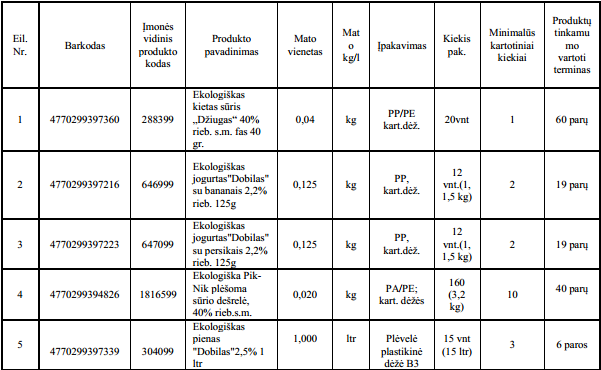 Eil. Nr.
Barkodas
Įmonės vidinis produkto kodas
Produkto pavadinimas
Mato vienetas
Mat o kg/l
Įpakavimas
Kiekis pak.
Minimalūs kartotiniai kiekiai
Produktų tinkamu mo vartoti terminas
1
4770299397360
288399
Ekologiškas
kietas sūris
„Džiugas“ 40%
rieb. s.m. fas 40
gr.
0,04
kg
PP/PE
kart.dėž.
20vnt
1
60 parų
2
4770299397216
646999
Ekologiškas
jogurtas"Dobilas"
su bananais 2,2%
rieb. 125g
0,125
kg
PP,
kart.dėž.
12
vnt.(1,
1,5 kg)
2
19 parų
3
4770299397223
647099
Ekologiškas
jogurtas"Dobilas"
su persikais 2,2%
rieb. 125g
0,125
kg
PP,
kart.dėž.
12
vnt.(1,
1,5 kg)
2
19 parų
4
4770299394826
1816599
Ekologiška Pik-
Nik plėšoma
sūrio dešrelė,
40% rieb.s.m.
0,020
kg
PA/PE;
kart. dėžės
160
(3,2
kg)
10
40 parų
5
4770299397339
304099
Ekologiškas
pienas
"Dobilas"2,5% 1
ltr
1,000
ltr
Plėvelė
plastikinė
dėžė B3
15 vnt
(15 ltr)
3
6 paros